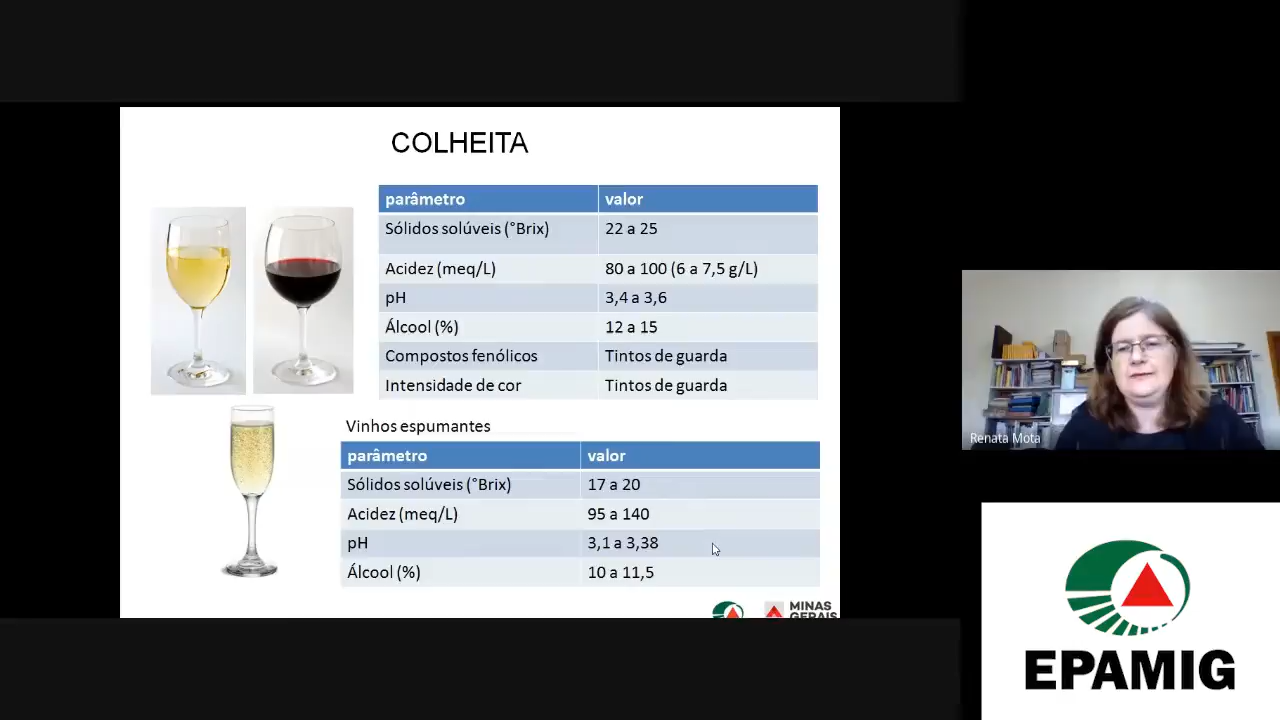 COLHEITA
parâmetro valor
Sólidos solúveis (°Brix) 22 a 25
Acidez (meq/L) 80 a 100 (6 a 7,5 g/L)
pH 3,4 a 3,6
Álcool (%) 12 a 15
Compostos fenólicos Tintos de guarda
Intensidade de cor Tintos de guarda
Vinhos espumantes
parâmetro valor
Sólidos solúveis (°Brix) 17 a 20
Acidez (meq/L) 95 a 140
pH 3,1 a 3,38
Álcool (%) 10 a 11,5
MINAS
GERAIS
Renata Mota
EPAMIG